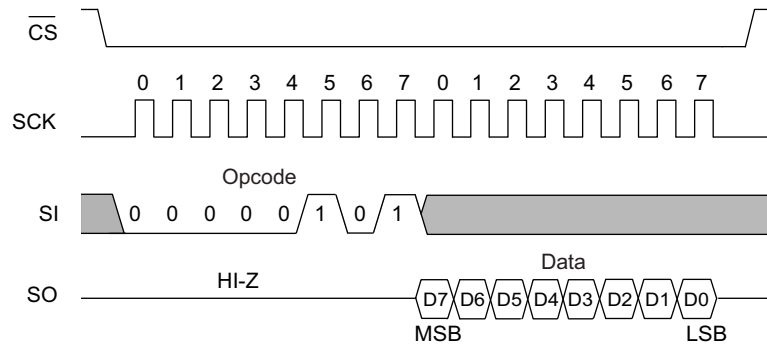 C̅S̅
0 1 2 3 4 5 6 7 0 1 2 3 4 5 6 7
SCK
Opcode
SI 0 0 0 0 0 1 0 1
Data
HI-Z
SO D7 D6 D5 D4 D3 D2 D1 D0
MSB LSB